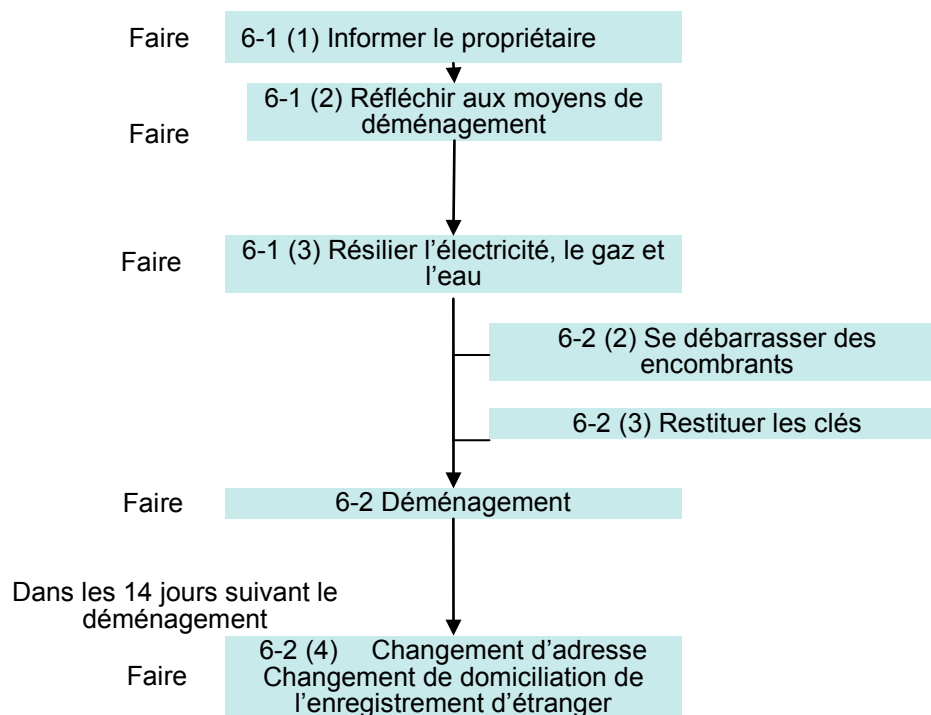 Faire
6-1 (1) Informer le propriétaire
6-1 (2) Réfléchir aux moyens de
déménagement
Faire
6-1 (3) Résilier l’électricité, le gaz et
l’eau
Faire
6-2 (2) Se débarrasser des
encombrants
6-2 (3) Restituer les clés
Faire
6-2 Déménagement
Dans les 14 jours suivant le
déménagement
Faire
6-2 (4) Changement d’adresse
Changement de domiciliation de
l’enregistrement d’étranger